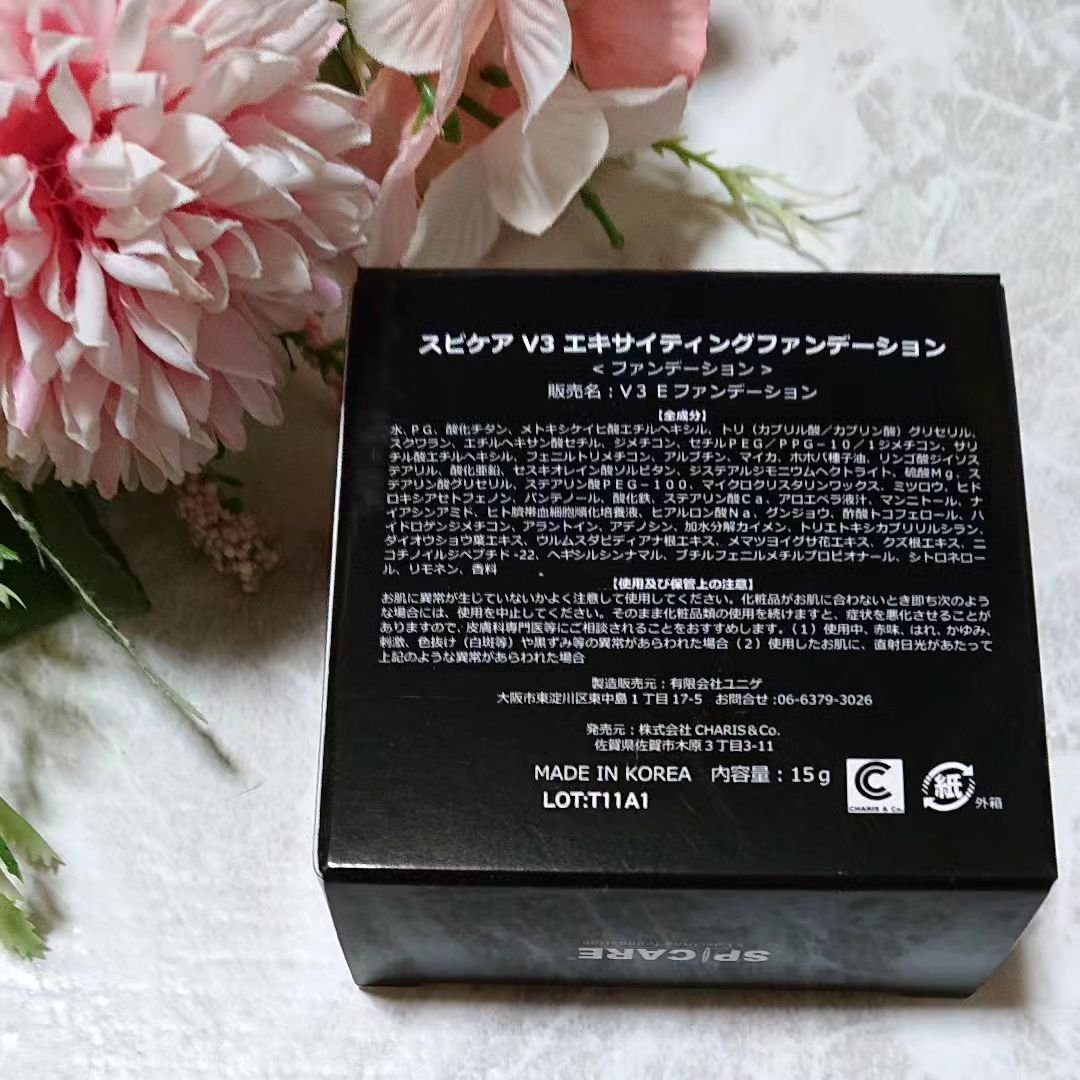 スピケア V3 エキサイティングファンデーション
< ファンデーション >
販売名：V3 E ファンデーション
【全成分】
水、P G、酸化チタン、メトキシケイヒ酸エチルヘキシル、トリ（カプリル酸／カプリン酸）グリセリル、
スクワラン、エチルヘキサン酸セチル、ジメチコン、セチルＰＥＧ／ＰＰＧ－10／1ジメチコン、サリ
チル酸エチルヘキシル、フェニルトリメチコン、アルブチン、マイカ、ホホバ種子油、リンゴ酸ジイソス
テアリル、酸化亜鉛、セスキオレイン酸ソルビタン、ジステアルジモニウムヘクトライト、硫酸Mg、ス
テアリン酸グリセリル、ステアリン酸ＰＥＧ－100、マイクロクリスタリンワックス、ミツロウ、ヒド
ロキシアセトフェノン、パンテノール、酸化鉄、ステアリン酸Ｃａ、アロエベラ液汁、マンニトール、ナ
イアシンアミド、ヒト臍帯血細胞順化培養液、ヒアルロン酸Ｎａ、グンジョウ、酢酸トコフェロール、ハ
イドロゲンジメチコン、アラントイン、アデノシン、加水分解カイメン、トリエトキシカプリリルシラン、
ダイオウショウ葉エキス、ウルムスダビディアナ根エキス、メマツヨイグサ花エキス、クズ根エキス、ニ
コチノイルジペプチド-22、ヘキシルシンナマル、ブチルフェニルメチルプロピオナール、シトロネロー
ル、リモネン、香料
【使用及び保管上の注意】
お肌に異常が生じていないかよく注意して使用してください。化粧品がお肌に合わないとき即ち次のよう
な場合には、使用を中止してください。そのまま化粧品類の使用を続けますと、症状を悪化させることが
ありますので、皮膚科専門医等にご相談されることをおすすめします。（1）使用中、赤味、はれ、かゆみ、
刺激、色抜け（白斑等）や黒ずみ等の異常があらわれた場合（2）使用したお肌に、直射日光があたって
上記のような異常があらわれた場合
製造販売元：有限会社ユニゲ
大阪市東淀川区東中島１丁目17-5　お問合せ:06-6379-3026
発売元：株式会社 CHARIS&Co.
佐賀県佐賀市木原３丁目3-11
MADE IN KOREA　内容量：15g
LOT:T11A1
CHARIS & Co.
紙 外箱
SPICARE